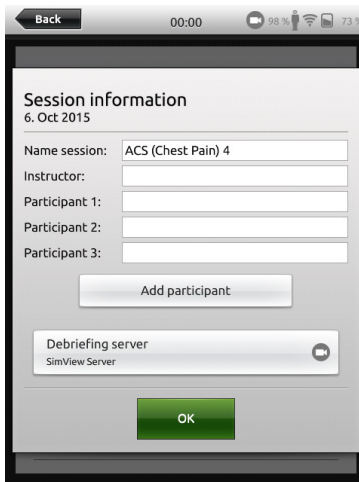 Back 00:00 98 % 73 %
Session information
6. Oct 2015
Name session: ACS (Chest Pain) 4
Instructor:
Participant 1:
Participant 2:
Participant 3:
Add participant
Debriefing server
SimView Server
OK